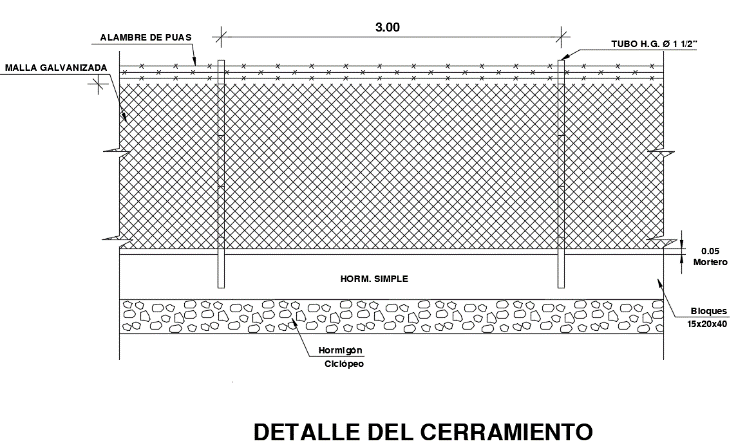 3.00
ALAMBRE DE PUAS
TUBO H.G. Ø 1 1/2"
MALLA GALVANIZADA
0.05
Mortero
HORM. SIMPLE
Bloques
15x20x40
Hormigón
Ciclópeo
DETALLE DEL CERRAMIENTO